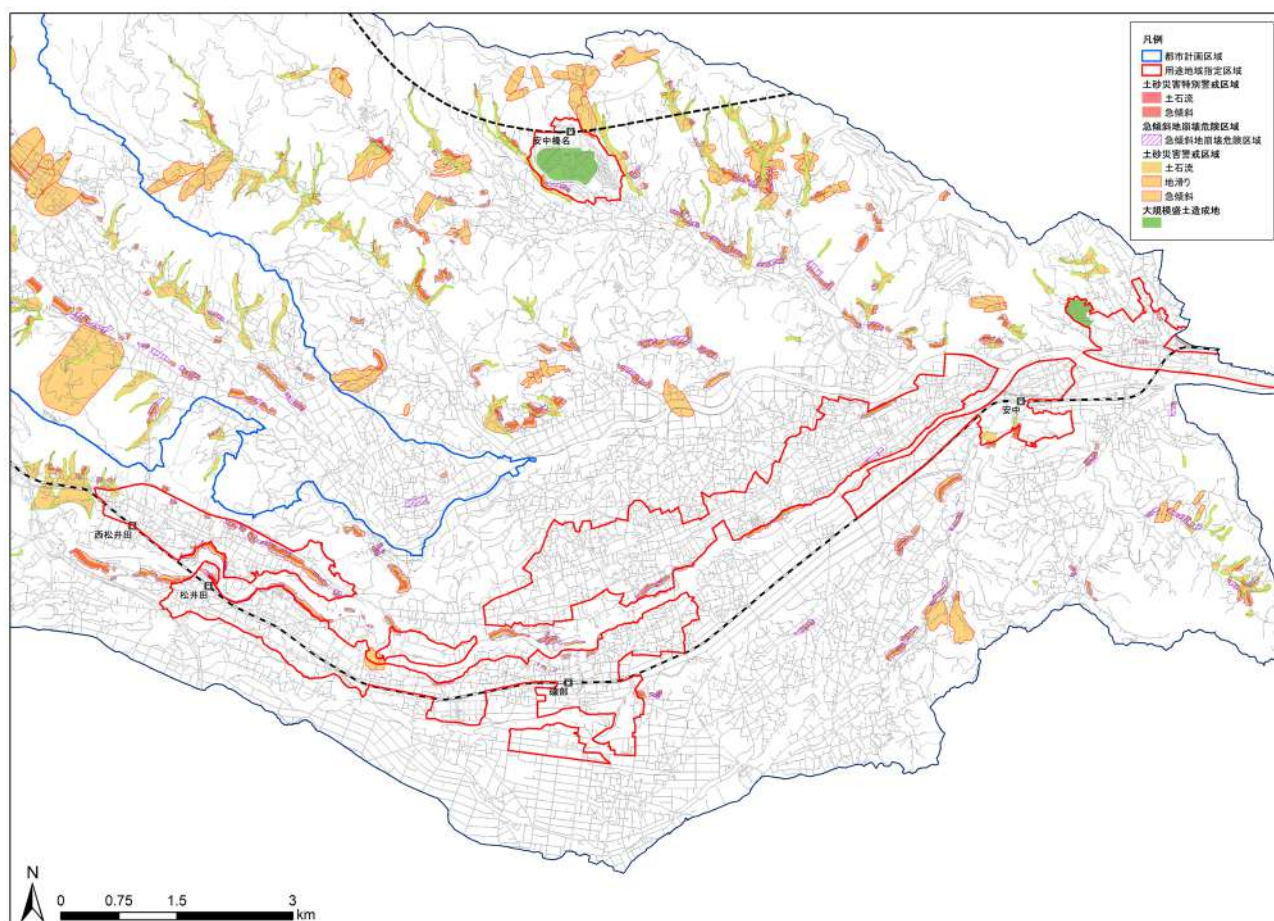 凡例
都市計画区域
用途地域指定区域
土砂災害特別警戒区域
土石流
急傾斜
急傾斜地崩壊危険区域
急傾斜地崩壊危険区域
土砂災害警戒区域
土石流
地滑り
急傾斜
大規模盛土造成地
安中榛名
安中
西松井田
松井田
磯部
N
0 0.75 1.5 3
km